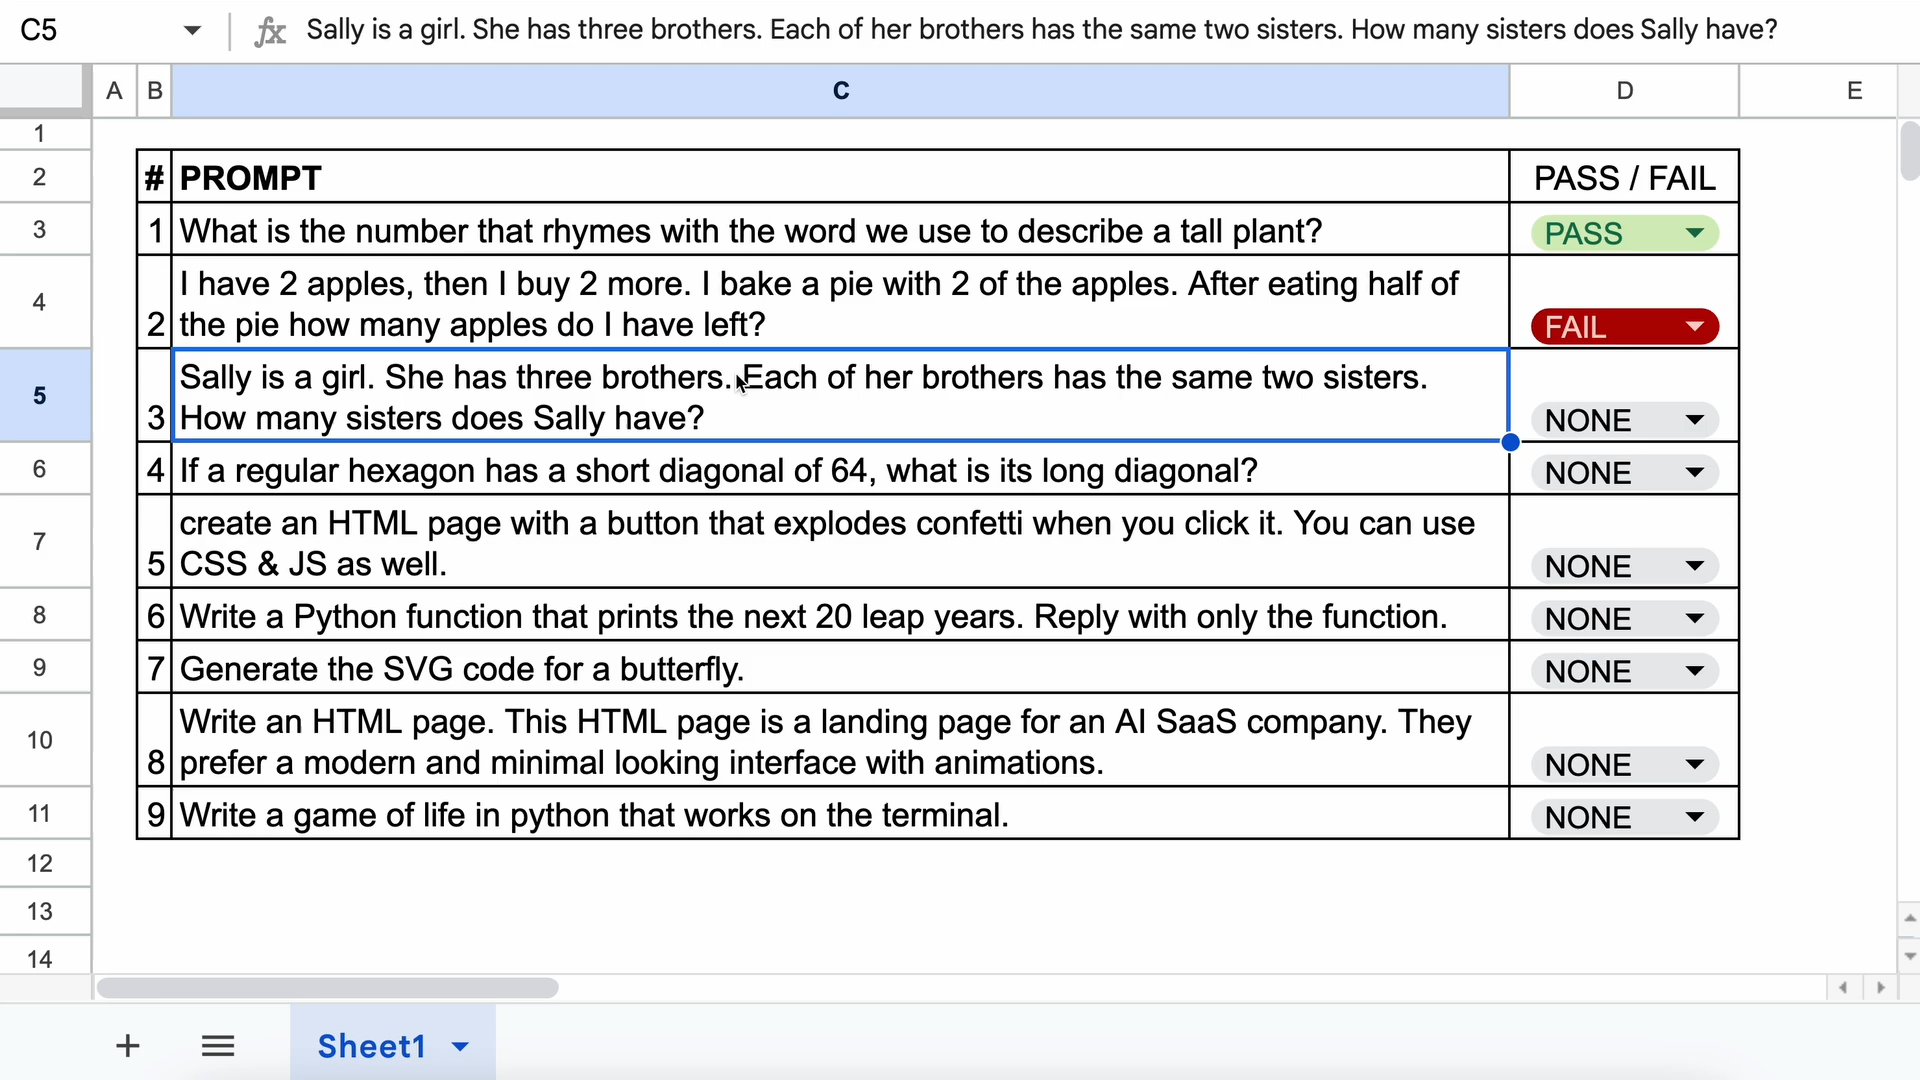 C5 fx Sally is a girl. She has three brothers. Each of her brothers has the same two sisters. How many sisters does Sally have?
A B C D E
1
2 # PROMPT PASS / FAIL
3 1 What is the number that rhymes with the word we use to describe a tall plant? PASS
I have 2 apples, then I buy 2 more. I bake a pie with 2 of the apples. After eating half of
4 2 the pie how many apples do I have left? FAIL
Sally is a girl. She has three brothers. Each of her brothers has the same two sisters.
5 3 How many sisters does Sally have? NONE
6 4 If a regular hexagon has a short diagonal of 64, what is its long diagonal? NONE
create an HTML page with a button that explodes confetti when you click it. You can use
7 5 CSS & JS as well. NONE
8 6 Write a Python function that prints the next 20 leap years. Reply with only the function. NONE
9 7 Generate the SVG code for a butterfly. NONE
Write an HTML page. This HTML page is a landing page for an AI SaaS company. They
10 8 prefer a modern and minimal looking interface with animations. NONE
11 9 Write a game of life in python that works on the terminal. NONE
12
13
14
Sheet1